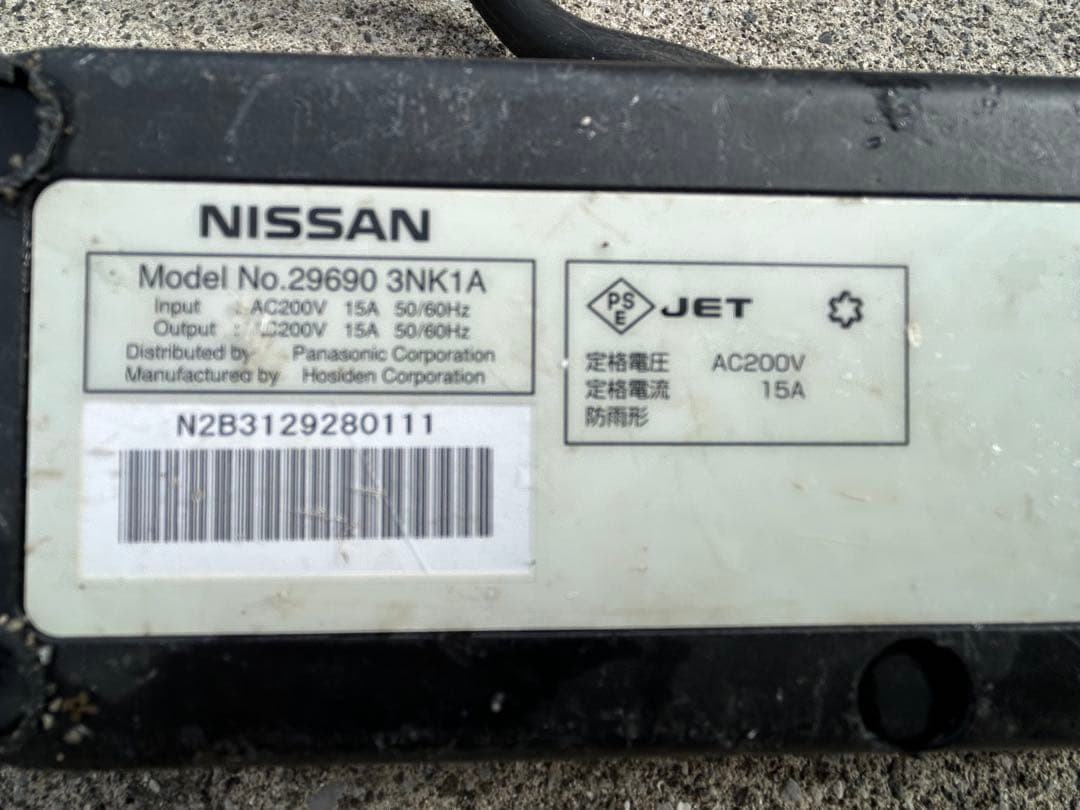 NISSAN
Model No.29690 3NK1A
Input : AC200V 15A 50/60Hz
Output : AC200V 15A 50/60Hz
Distributed by Panasonic Corporation
Manufactured by Hosiden Corporation
N2B3129280111
PSE JET
定格電圧 AC200V
定格電流 15A
防雨形